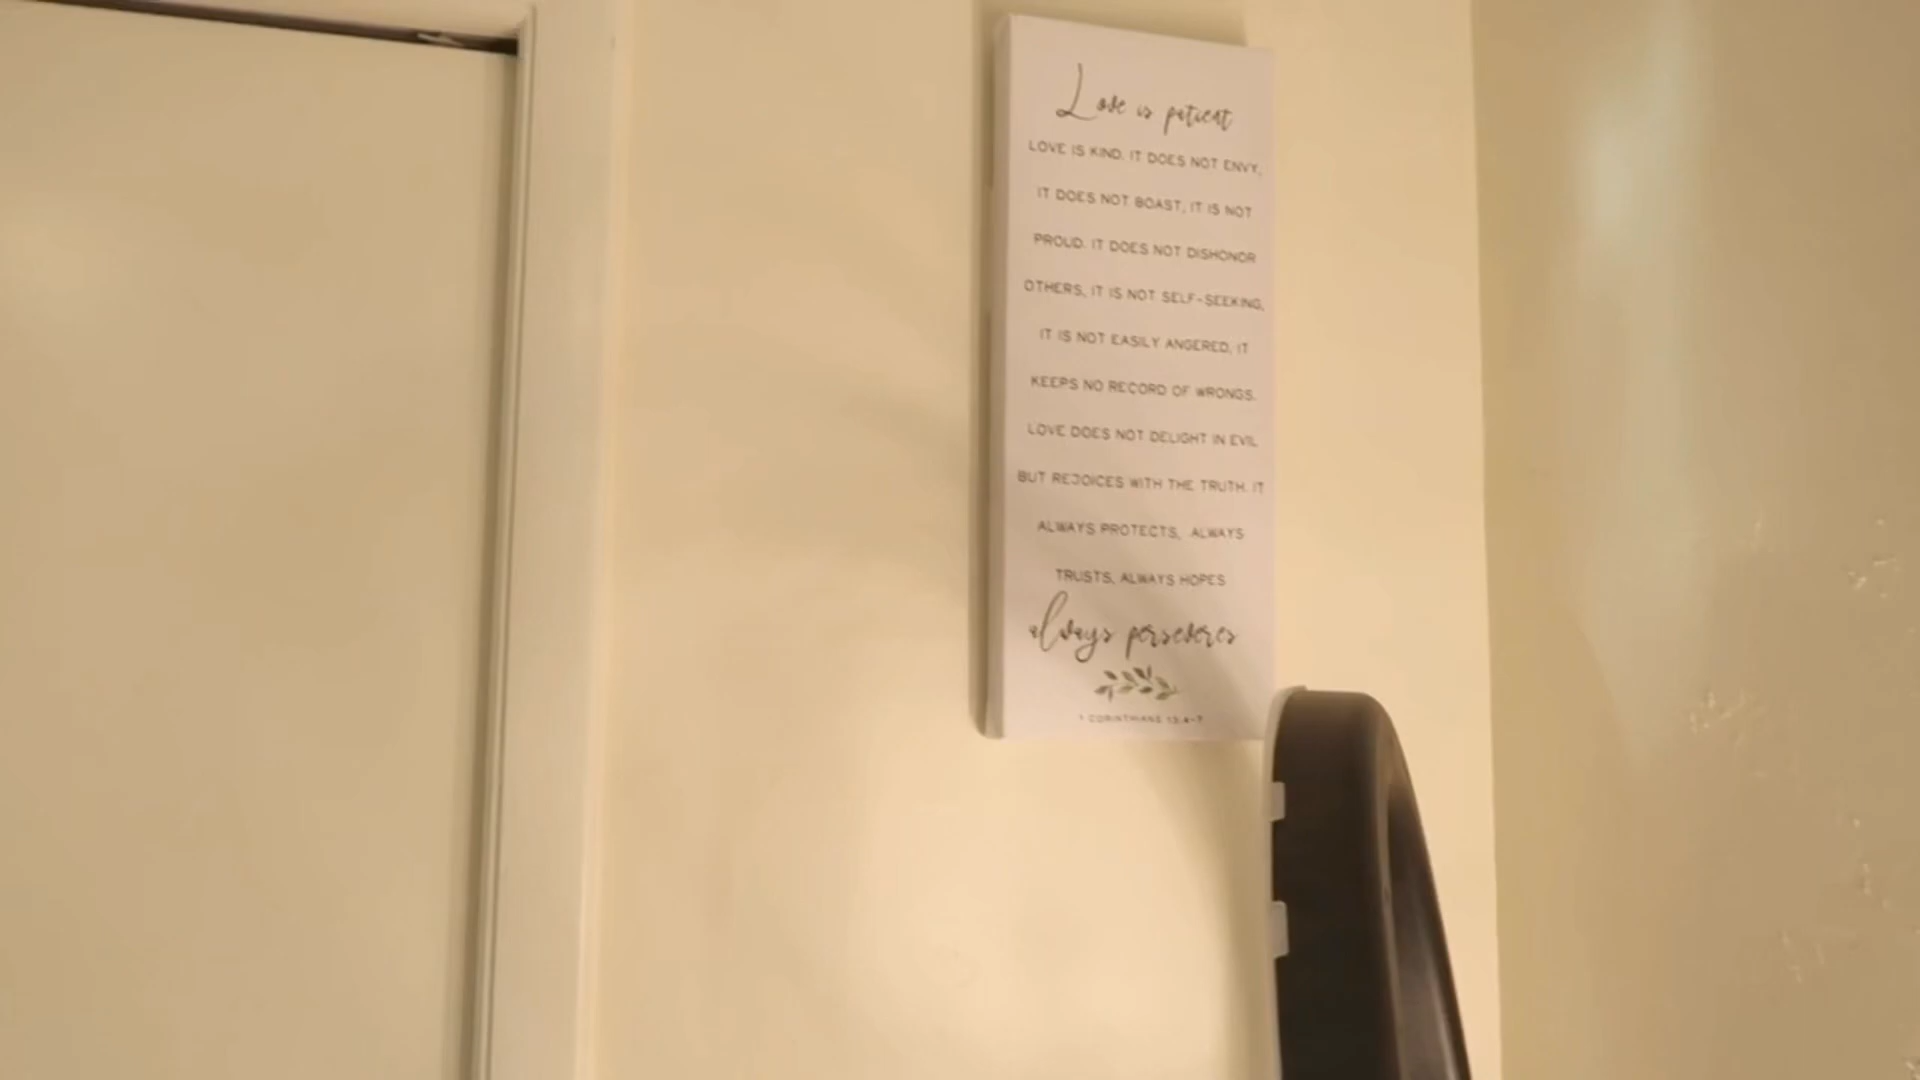 Love is patient
LOVE IS KIND. IT DOES NOT ENVY,
IT DOES NOT BOAST, IT IS NOT
PROUD. IT DOES NOT DISHONOR
OTHERS, IT IS NOT SELF-SEEKING,
IT IS NOT EASILY ANGERED, IT
KEEPS NO RECORD OF WRONGS.
LOVE DOES NOT DELIGHT IN EVIL
BUT REJOICES WITH THE TRUTH. IT
ALWAYS PROTECTS, ALWAYS
TRUSTS, ALWAYS HOPES
always perseveres
1 CORINTHIANS 13:4-7